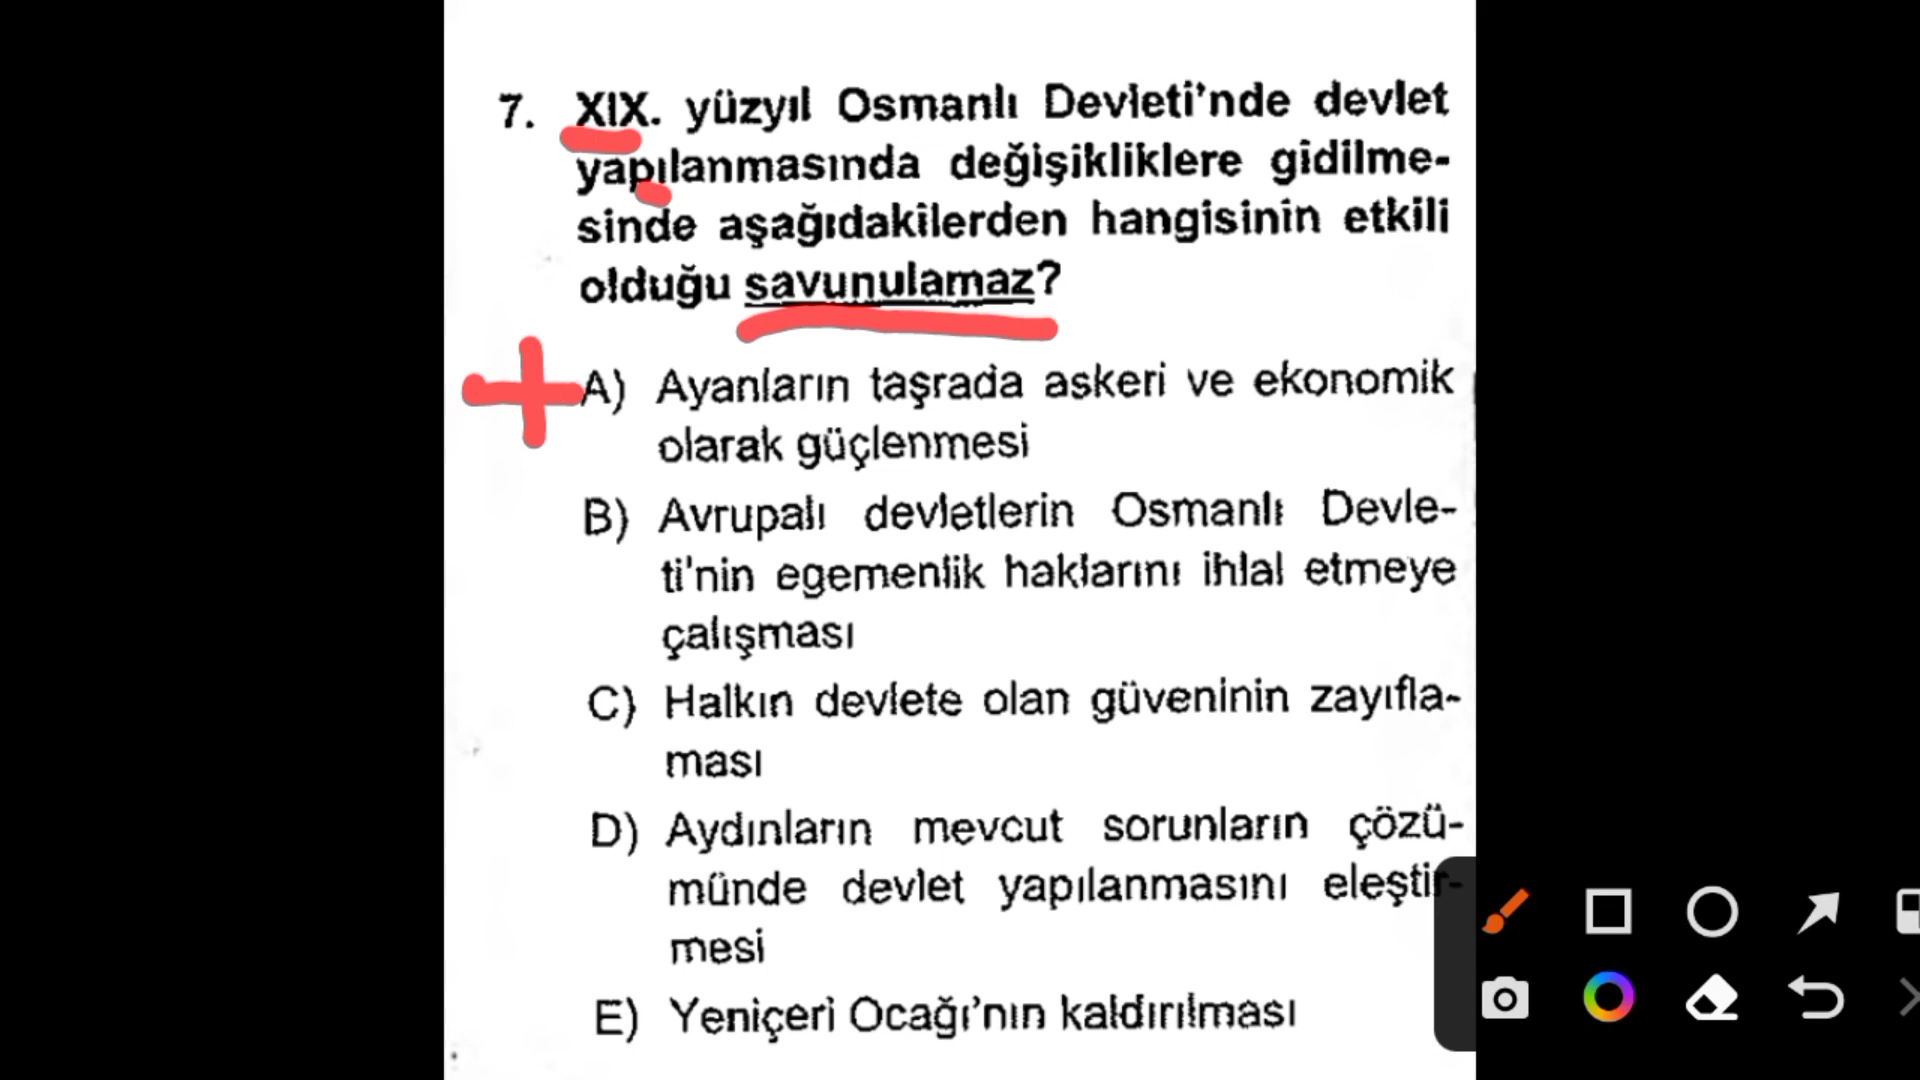 7. XIX. yüzyıl Osmanlı Devleti'nde devlet
yapılanmasında değişikliklere gidilme-
sinde aşağıdakilerden hangisinin etkili
olduğu savunulamaz?
A) Ayanların taşrada askeri ve ekonomik
olarak güçlenmesi
B) Avrupalı devletlerin Osmanlı Devle-
ti'nin egemenlik haklarını ihlal etmeye
çalışması
C) Halkın devlete olan güveninin zayıfla-
ması
D) Aydınların mevcut sorunların çözü-
münde devlet yapılanmasını eleştir-
mesi
E) Yeniçeri Ocağı'nın kaldırılması